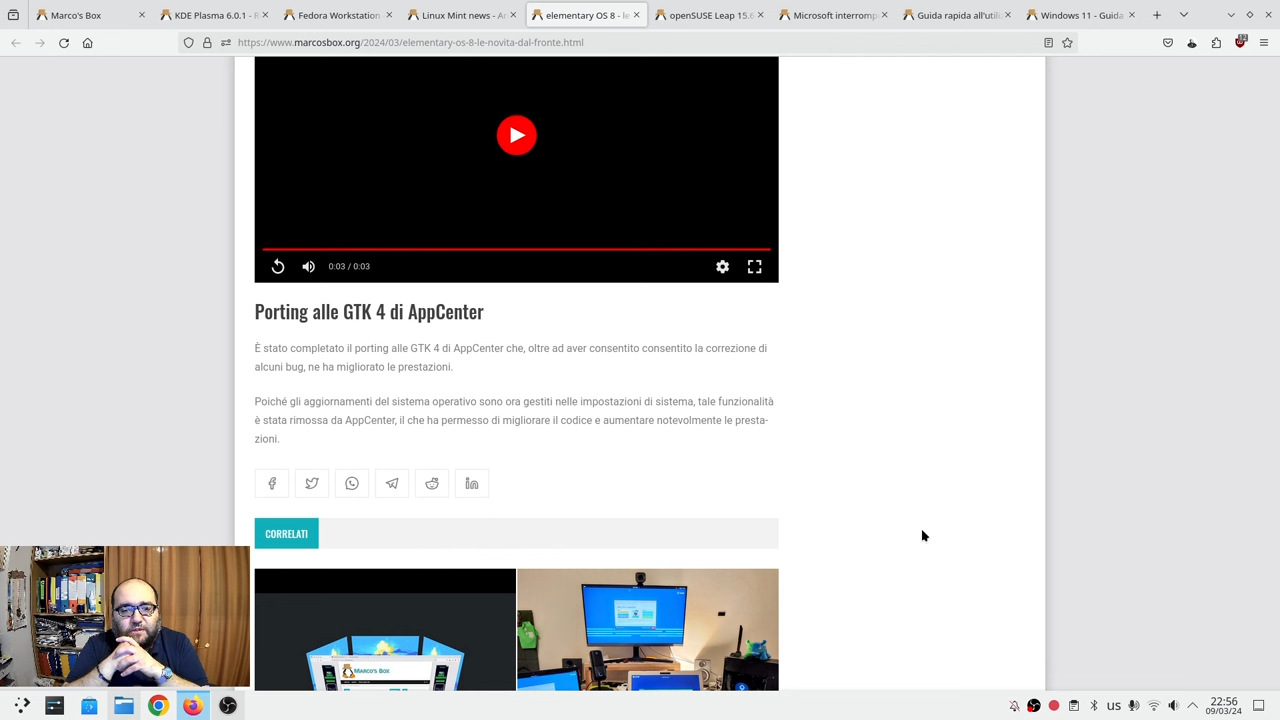 Marco's Box
KDE Plasma 6.0.1 - R
Fedora Workstation
Linux Mint news - Ar
elementary OS 8 - le
openSUSE Leap 15.6
Microsoft interromp
Guida rapida all'util
Windows 11 - Guida
https://www.marcosbox.org/2024/03/elementary-os-8-le-novita-dal-fronte.html
0:03 / 0:03
Porting alle GTK 4 di AppCenter
È stato completato il porting alle GTK 4 di AppCenter che, oltre ad aver consentito consentito la correzione di
alcuni bug, ne ha migliorato le prestazioni.
Poiché gli aggiornamenti del sistema operativo sono ora gestiti nelle impostazioni di sistema, tale funzionalità
è stata rimossa da AppCenter, il che ha permesso di migliorare il codice e aumentare notevolmente le presta-
zioni.
CORRELATI
MARCO'S BOX
US
22:56
09/03/24